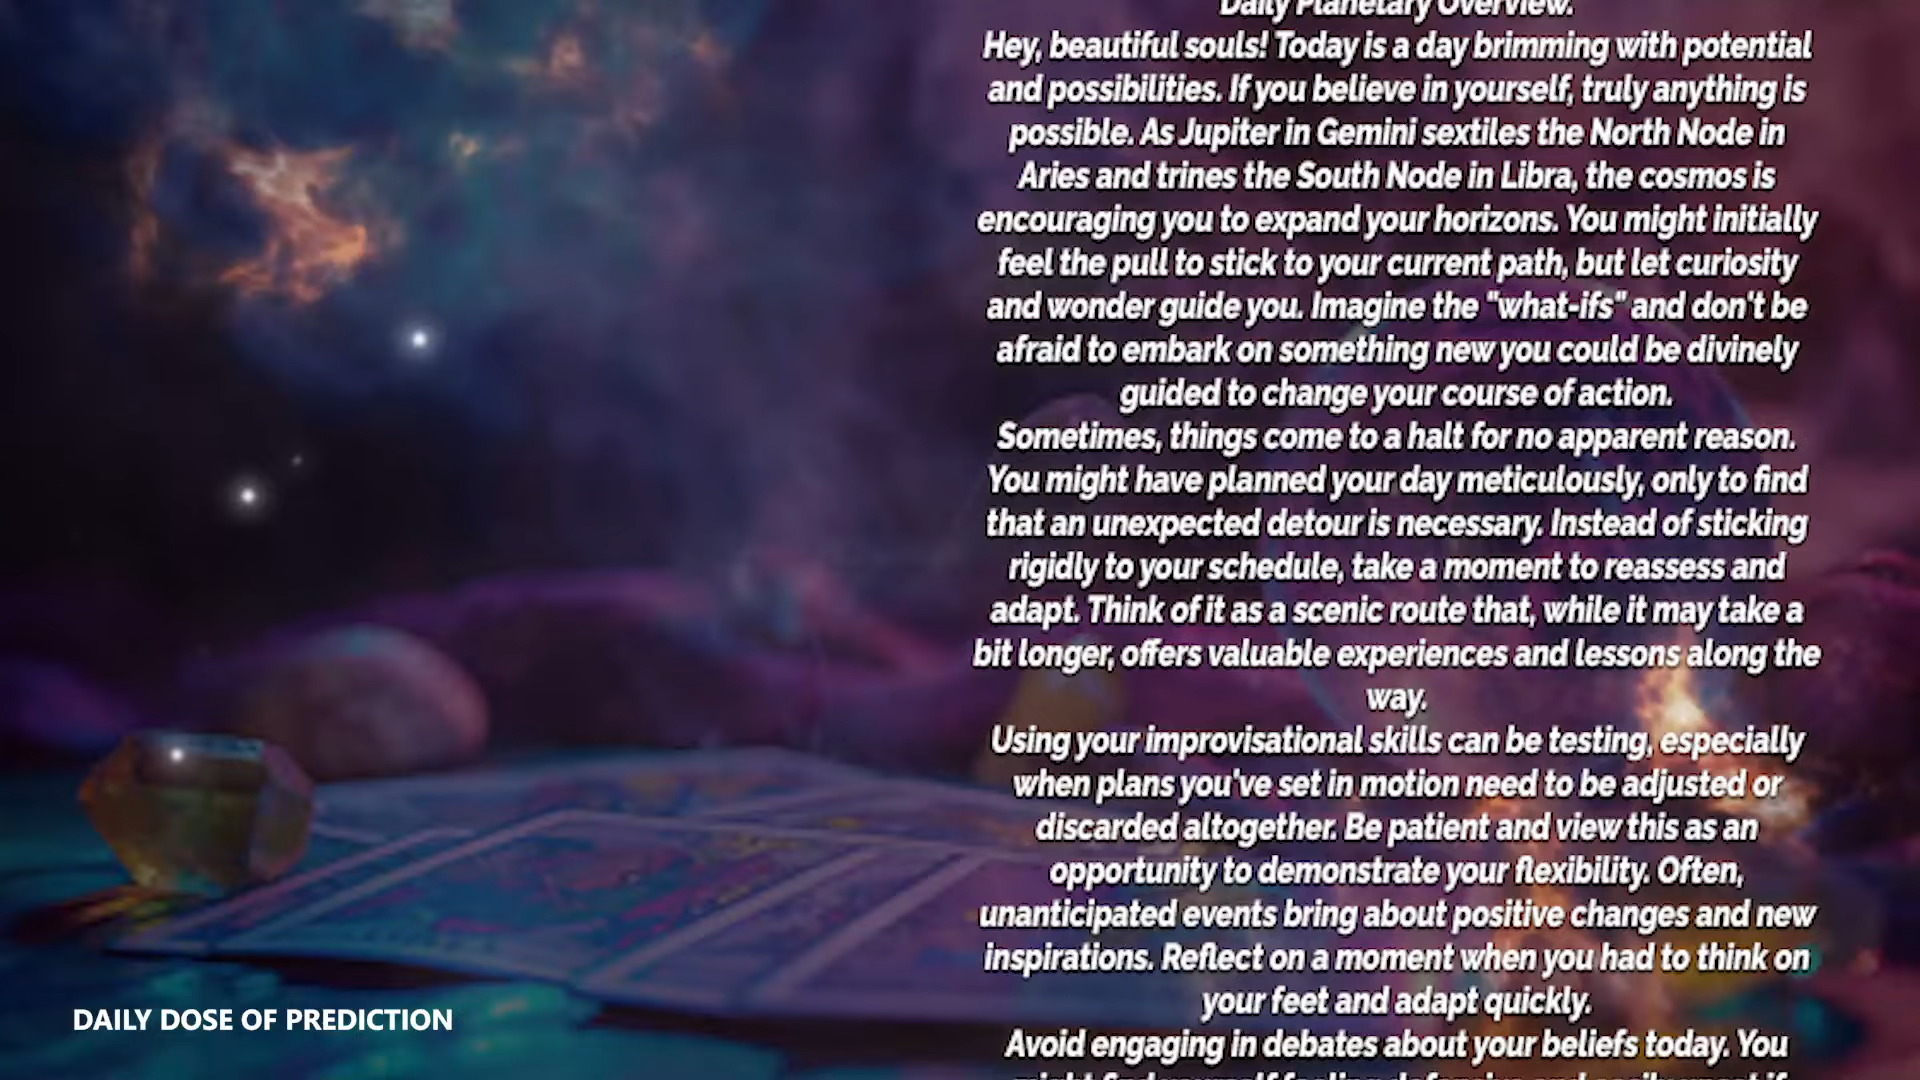 Daily Planetary Overview.
Hey, beautiful souls! Today is a day brimming with potential
and possibilities. If you believe in yourself, truly anything is
possible. As Jupiter in Gemini sextiles the North Node in
Aries and trines the South Node in Libra, the cosmos is
encouraging you to expand your horizons. You might initially
feel the pull to stick to your current path, but let curiosity
and wonder guide you. Imagine the "what-ifs" and don't be
afraid to embark on something new you could be divinely
guided to change your course of action.
Sometimes, things come to a halt for no apparent reason.
You might have planned your day meticulously, only to find
that an unexpected detour is necessary. Instead of sticking
rigidly to your schedule, take a moment to reassess and
adapt. Think of it as a scenic route that, while it may take a
bit longer, offers valuable experiences and lessons along the
way.
Using your improvisational skills can be testing, especially
when plans you've set in motion need to be adjusted or
discarded altogether. Be patient and view this as an
opportunity to demonstrate your flexibility. Often,
unanticipated events bring about positive changes and new
inspirations. Reflect on a moment when you had to think on
your feet and adapt quickly.
Avoid engaging in debates about your beliefs today. You
DAILY DOSE OF PREDICTION